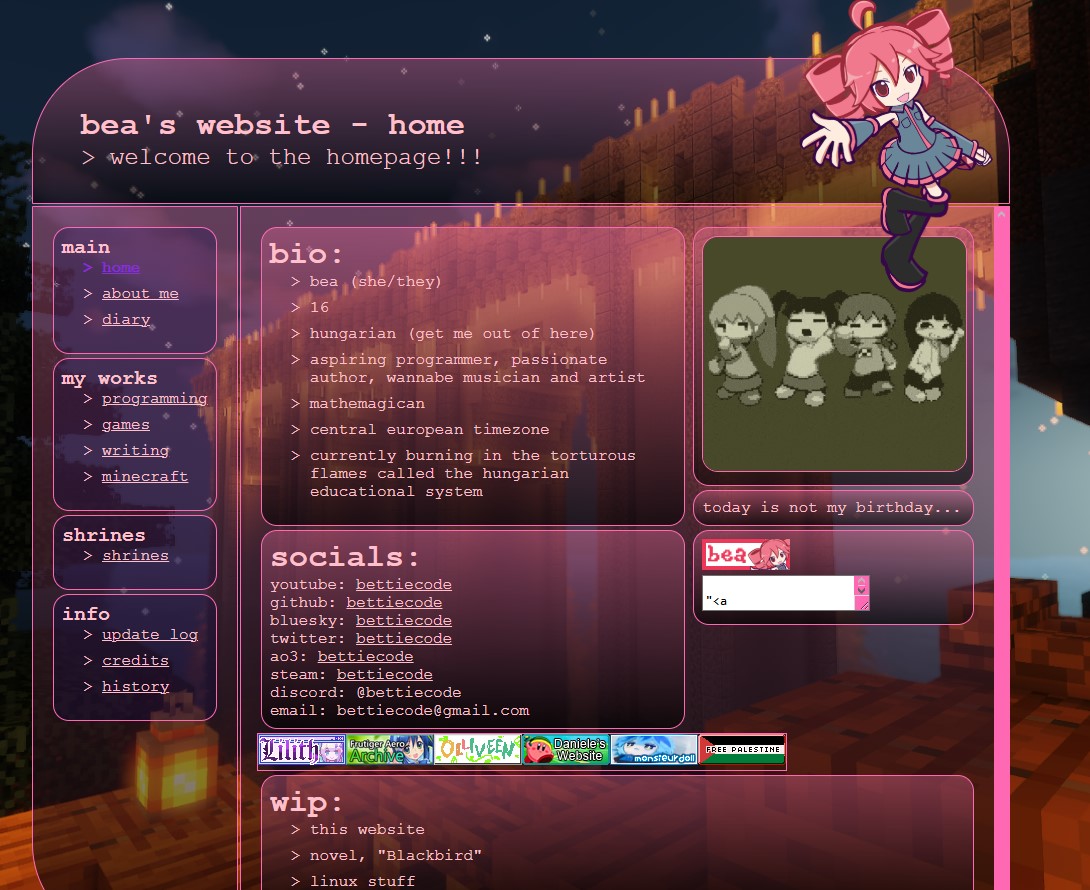 bea's website - home
> welcome to the homepage!!!
main
> home
> about me
> diary
my works
> programming
> games
> writing
> minecraft
shrines
> shrines
info
> update log
> credits
> history
bio:
> bea (she/they)
> 16
> hungarian (get me out of here)
> aspiring programmer, passionate
author, wannabe musician and artist
> mathemagican
> central european timezone
> currently burning in the torturous
flames called the hungarian
educational system
socials:
youtube: bettiecode
github: bettiecode
bluesky: bettiecode
twitter: bettiecode
ao3: bettiecode
steam: bettiecode
discord: @bettiecode
email: bettiecode@gmail.com
today is not my birthday...
bea
"<a
Lilith
Frutiger Aero
Archive
OLLYVEEN
Daniele's
Website
monsieurdoll
FREE PALESTINE
wip:
> this website
> novel, "Blackbird"
> linux stuff